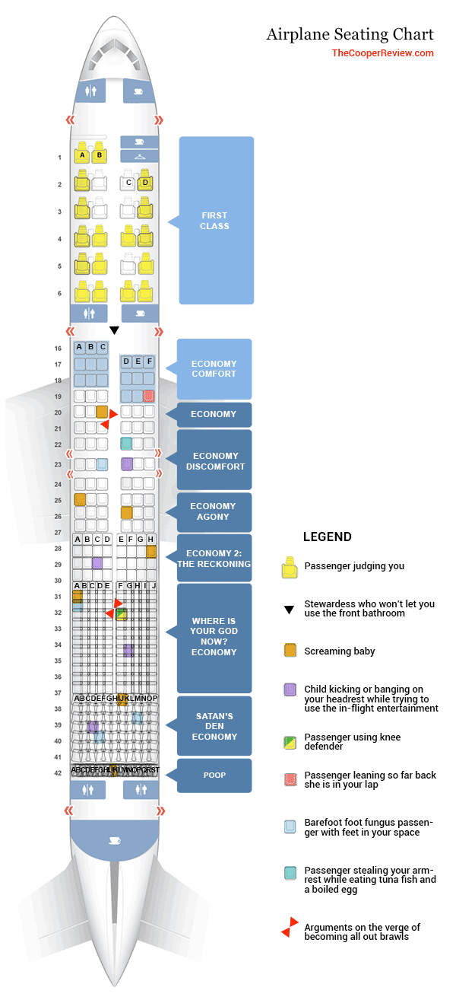 Airplane Seating Chart
TheCooperReview.com
1
A B
2
C D
3
4
5
6
FIRST
CLASS
16
A B C
17
D E F
18
19
ECONOMY
COMFORT
20
ECONOMY
21
22
23
24
ECONOMY
DISCOMFORT
25
26
ECONOMY
AGONY
27
A B C D E F G H
28
29
ECONOMY 2:
THE RECKONING
30
A B C D E F G H I J
31
32
33
34
35
36
WHERE IS
YOUR GOD
NOW?
ECONOMY
37
ABCDEFGHIJKLMNOP
38
39
40
41
SATAN'S
DEN
ECONOMY
42
ABCDEFGHIJKLMNOPQRST
POOP
LEGEND
Passenger judging you
Stewardess who won't let you
use the front bathroom
Screaming baby
Child kicking or banging on
your headrest while trying to
use the in-flight entertainment
Passenger using knee
defender
Passenger leaning so far back
she is in your lap
Barefoot foot fungus passen-
ger with feet in your space
Passenger stealing your arm-
rest while eating tuna fish and
a boiled egg
Arguments on the verge of
becoming all out brawls